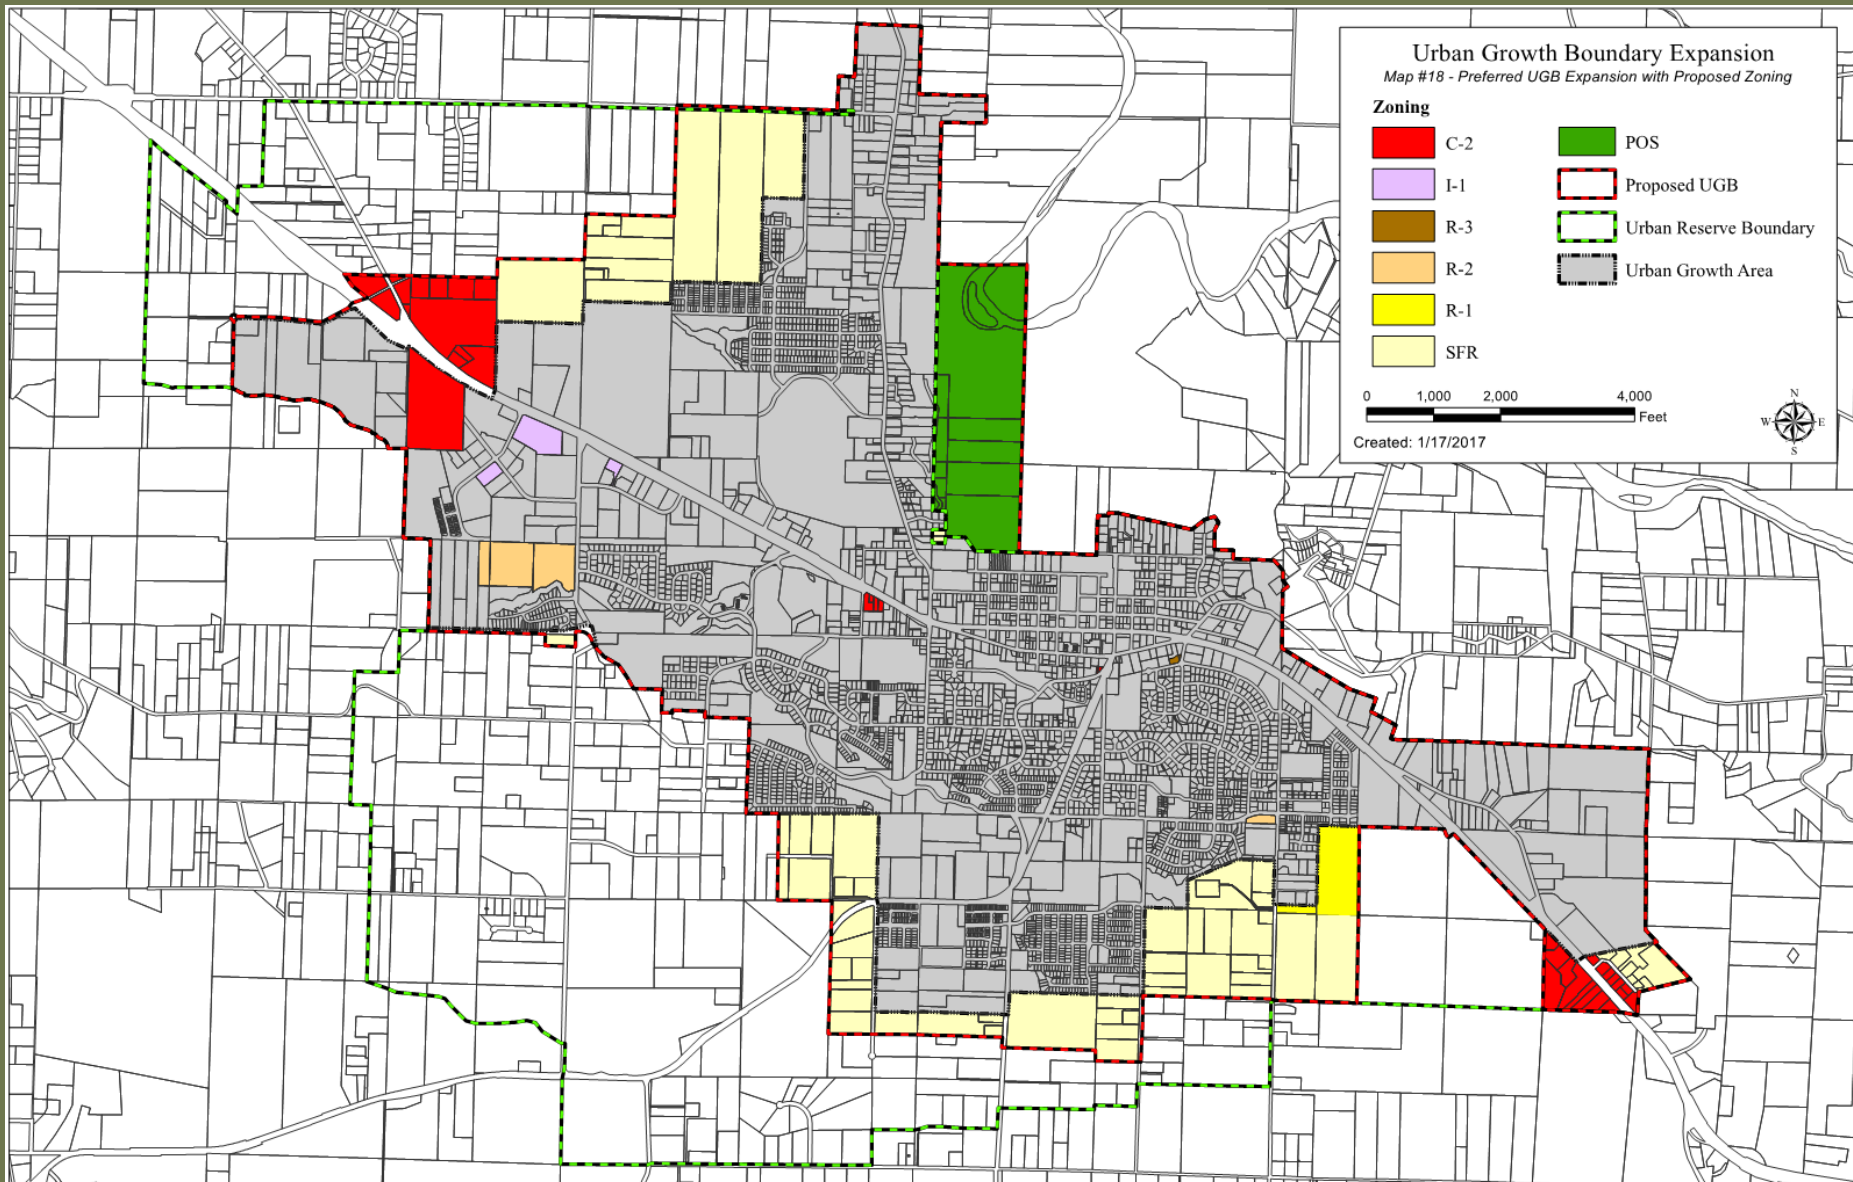 Urban Growth Boundary Expansion
Map #18 - Preferred UGB Expansion with Proposed Zoning
Zoning
C-2
POS
I-1
Proposed UGB
R-3
Urban Reserve Boundary
R-2
Urban Growth Area
R-1
SFR
0 1,000 2,000 4,000
Feet
Created: 1/17/2017
N
W E
S